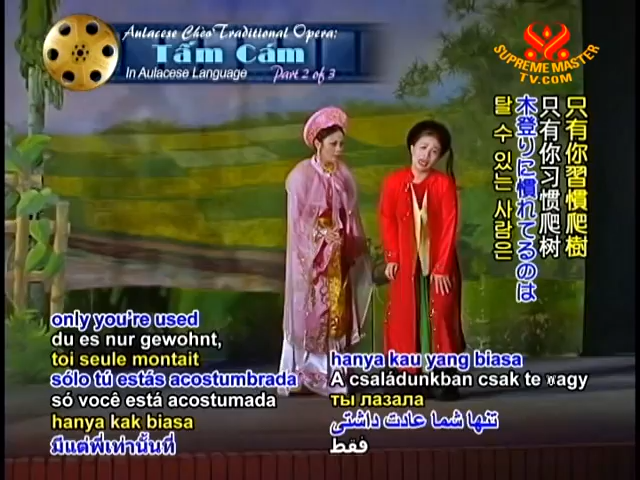 Aulacese Chèo Traditional Opera:
Tấm Cám
In Aulacese Language
Part 2 of 3
SUPREME MASTER
TV.COM
只有你習慣爬樹
只有你习惯爬树
木登りに慣れてるのは
탈 수 있는 사람은
only you're used
du es nur gewohnt,
toi seule montait
sólo tú estás acostumbrada
só você está acostumada
hanya kak biasa
มีแต่พี่เท่านั้นที่
hanya kau yang biasa
A családunkban csak te vagy
ты лазала
تنها شما عادت داشتی
فقط